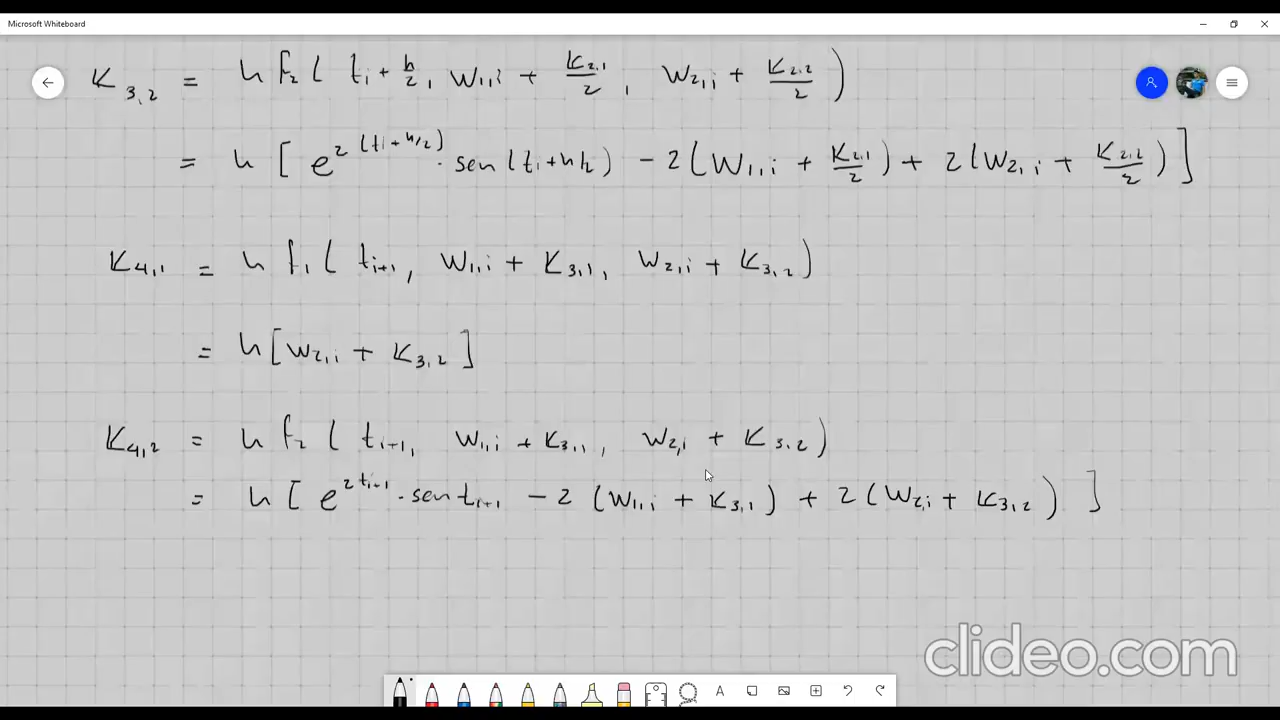 Microsoft Whiteboard
K₃,₂ = h f₂ ( tᵢ + h/2, W₁,ᵢ + K₂,₁/2, W₂,ᵢ + K₂,₂/2 )
= h [ e^(2(tᵢ+h/2)) · sen(tᵢ+h/2) - 2(W₁,ᵢ + K₂,₁/2) + 2(W₂,ᵢ + K₂,₂/2) ]
K₄,₁ = h f₁ ( tᵢ₊₁, W₁,ᵢ + K₃,₁, W₂,ᵢ + K₃,₂ )
= h [ W₂,ᵢ + K₃,₂ ]
K₄,₂ = h f₂ ( tᵢ₊₁, W₁,ᵢ + K₃,₁, W₂,ᵢ + K₃,₂ )
= h [ e^(2tᵢ₊₁) · sen tᵢ₊₁ - 2 (W₁,ᵢ + K₃,₁) + 2 (W₂,ᵢ + K₃,₂) ]
clideo.com